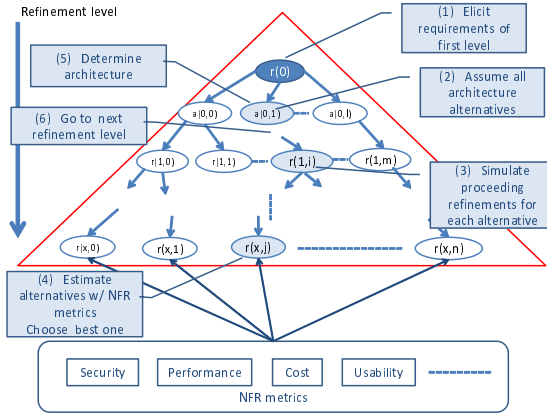 Refinement level
(1) Elicit
requirements of
first level
(5) Determine
architecture
r(0)
(2) Assume all
architecture
alternatives
a(0,0)
a(0,1)
a(0,l)
(6) Go to next
refinement level
r(1,0)
r(1,1)
r(1,i)
r(1,m)
(3) Simulate
proceeding
refinements for
each alternative
r(x,0)
r(x,1)
r(x,j)
r(x,n)
(4) Estimate
alternatives w/ NFR
metrics
Choose best one
Security
Performance
Cost
Usability
NFR metrics